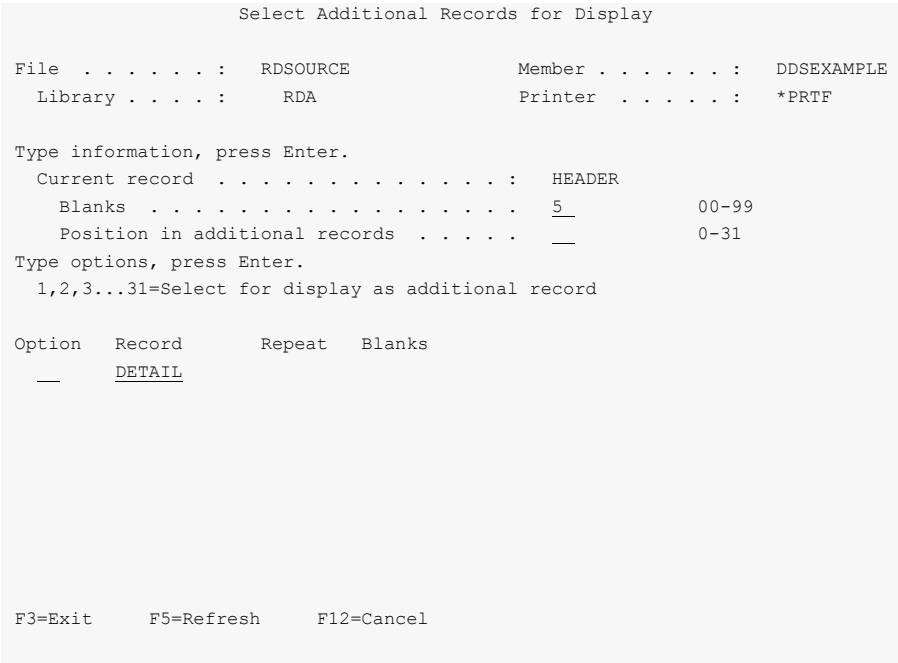 Select Additional Records for Display
File . . . . . . : RDSOURCE Member . . . . . . : DDSEXAMPLE
Library . . . . : RDA Printer . . . . . : *PRTF
Type information, press Enter.
Current record . . . . . . . . . . . . . . : HEADER
Blanks . . . . . . . . . . . . . . . . . 5 00-99
Position in additional records . . . . . 0-31
Type options, press Enter.
1,2,3...31=Select for display as additional record
Option Record Repeat Blanks
DETAIL
F3=Exit F5=Refresh F12=Cancel